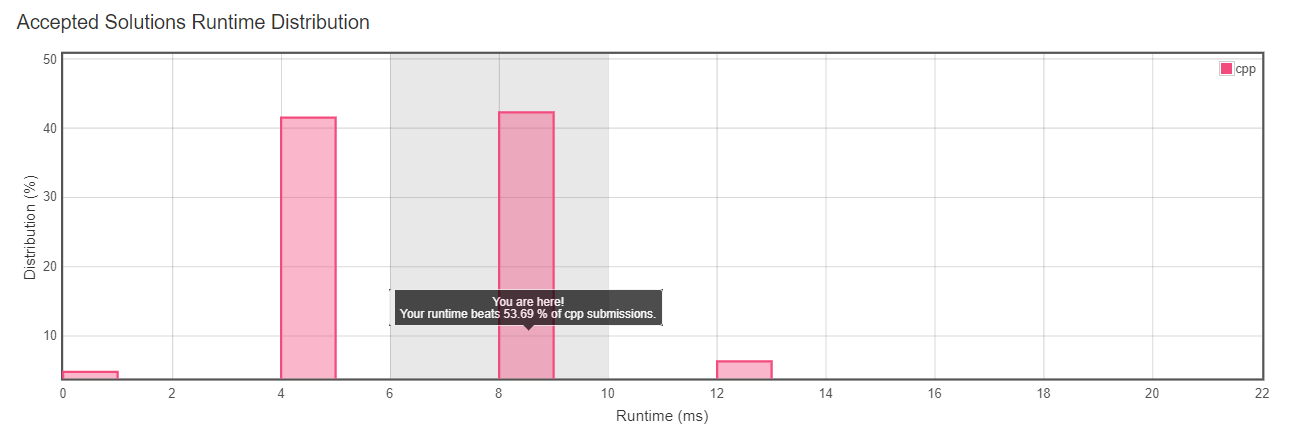 Accepted Solutions Runtime Distribution
50
40
30
20
10
Distribution (%)
cpp
You are here!
Your runtime beats 53.69 % of cpp submissions.
0 2 4 6 8 10 12 14 16 18 20 22
Runtime (ms)